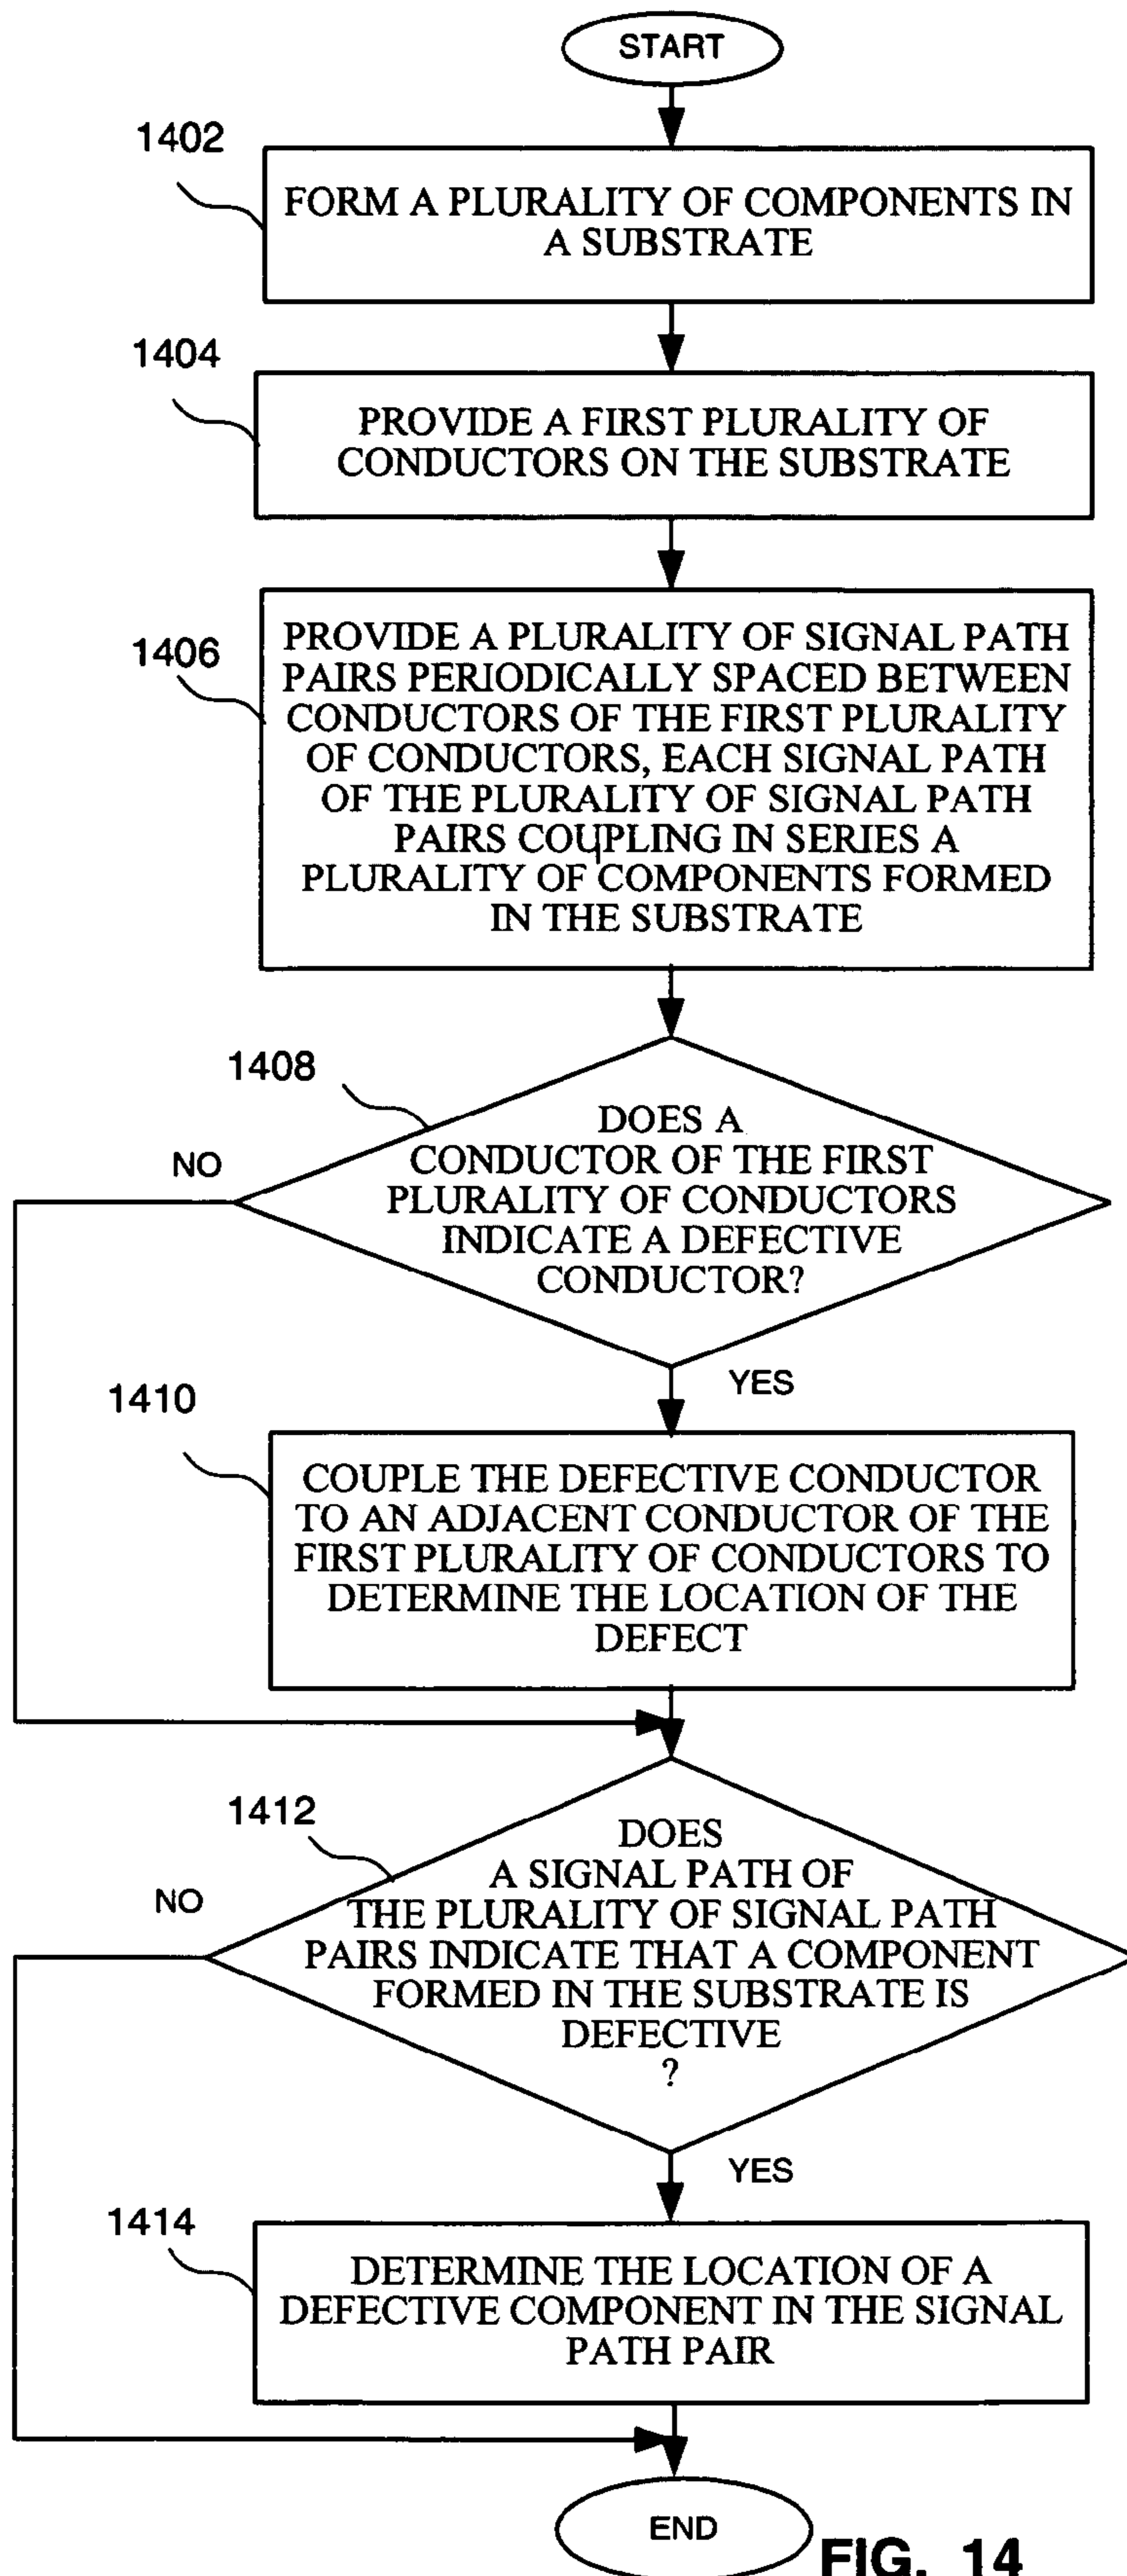 START
1402
FORM A PLURALITY OF COMPONENTS IN
A SUBSTRATE
1404
PROVIDE A FIRST PLURALITY OF
CONDUCTORS ON THE SUBSTRATE
1406
PROVIDE A PLURALITY OF SIGNAL PATH
PAIRS PERIODICALLY SPACED BETWEEN
CONDUCTORS OF THE FIRST PLURALITY
OF CONDUCTORS, EACH SIGNAL PATH
OF THE PLURALITY OF SIGNAL PATH
PAIRS COUPLING IN SERIES A
PLURALITY OF COMPONENTS FORMED
IN THE SUBSTRATE
1408
NO
DOES A
CONDUCTOR OF THE FIRST
PLURALITY OF CONDUCTORS
INDICATE A DEFECTIVE
CONDUCTOR?
YES
1410
COUPLE THE DEFECTIVE CONDUCTOR
TO AN ADJACENT CONDUCTOR OF THE
FIRST PLURALITY OF CONDUCTORS TO
DETERMINE THE LOCATION OF THE
DEFECT
1412
NO
DOES
A SIGNAL PATH OF
THE PLURALITY OF SIGNAL PATH
PAIRS INDICATE THAT A COMPONENT
FORMED IN THE SUBSTRATE IS
DEFECTIVE
?
YES
1414
DETERMINE THE LOCATION OF A
DEFECTIVE COMPONENT IN THE SIGNAL
PATH PAIR
END
FIG. 14